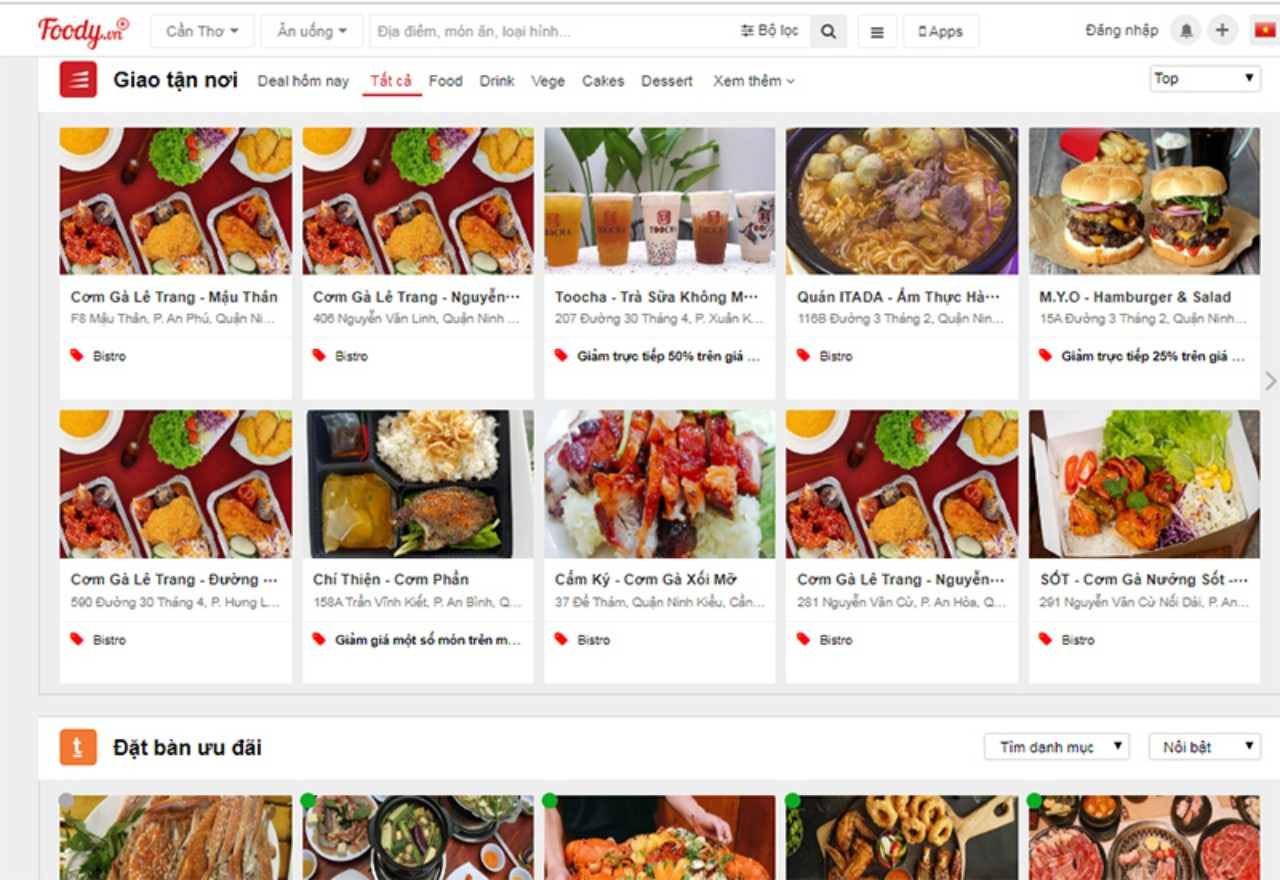 Foody.vn
Cần Thơ
Ăn uống
Địa điểm, món ăn, loại hình...
Bộ lọc
Apps
Đăng nhập
Giao tận nơi
Deal hôm nay
Tất cả
Food
Drink
Vege
Cakes
Dessert
Xem thêm
Top
TOOCHA
Cơm Gà Lê Trang - Mậu Thân
F8 Mậu Thân, P. An Phú, Quận Ni...
Bistro
Cơm Gà Lê Trang - Nguyễn...
406 Nguyễn Văn Linh, Quận Ninh ...
Bistro
Toocha - Trà Sữa Không M...
207 Đường 30 Tháng 4, P. Xuân K...
Giảm trực tiếp 50% trên giá ...
Quán ITADA - Ẩm Thực Hà...
116B Đường 3 Tháng 2, Quận Nin...
Bistro
M.Y.O - Hamburger & Salad
15A Đường 3 Tháng 2, Quận Ninh...
Giảm trực tiếp 25% trên giá ...
Cơm Gà Lê Trang - Đường ...
590 Đường 30 Tháng 4, P. Hưng L...
Bistro
Chí Thiện - Cơm Phần
158A Trần Vĩnh Kiết, P. An Bình, Q...
Giảm giá một số món trên m...
Cẩm Ký - Cơm Gà Xối Mỡ
37 Đề Thám, Quận Ninh Kiều, Cần...
Bistro
Cơm Gà Lê Trang - Nguyễn...
281 Nguyễn Văn Cừ, P. An Hòa, Q...
Bistro
SỐT - Cơm Gà Nướng Sốt -...
291 Nguyễn Văn Cừ Nối Dài, P. An...
Bistro
t
Đặt bàn ưu đãi
Tìm danh mục
Nổi bật